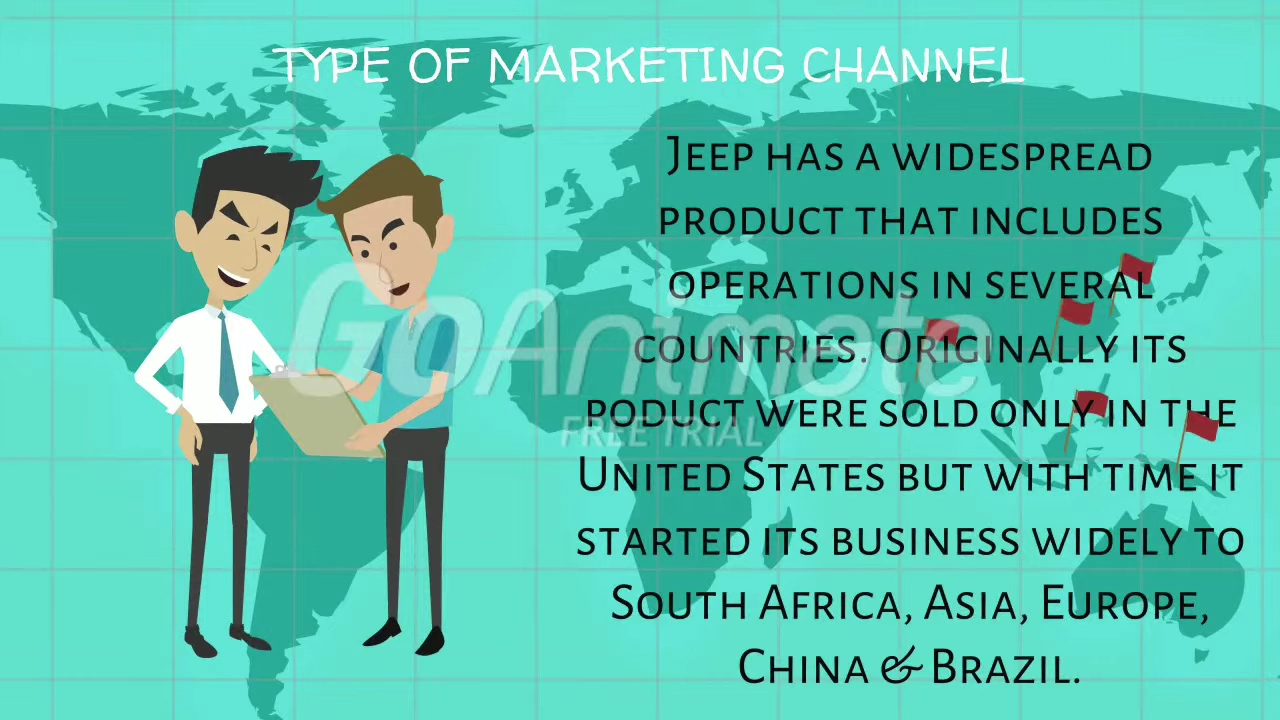 TYPE OF MARKETING CHANNEL
JEEP HAS A WIDESPREAD
PRODUCT THAT INCLUDES
OPERATIONS IN SEVERAL
COUNTRIES. ORIGINALLY ITS
PODUCT WERE SOLD ONLY IN THE
UNITED STATES BUT WITH TIME IT
STARTED ITS BUSINESS WIDELY TO
SOUTH AFRICA, ASIA, EUROPE,
CHINA & BRAZIL.
GoAnimate
FREE TRIAL